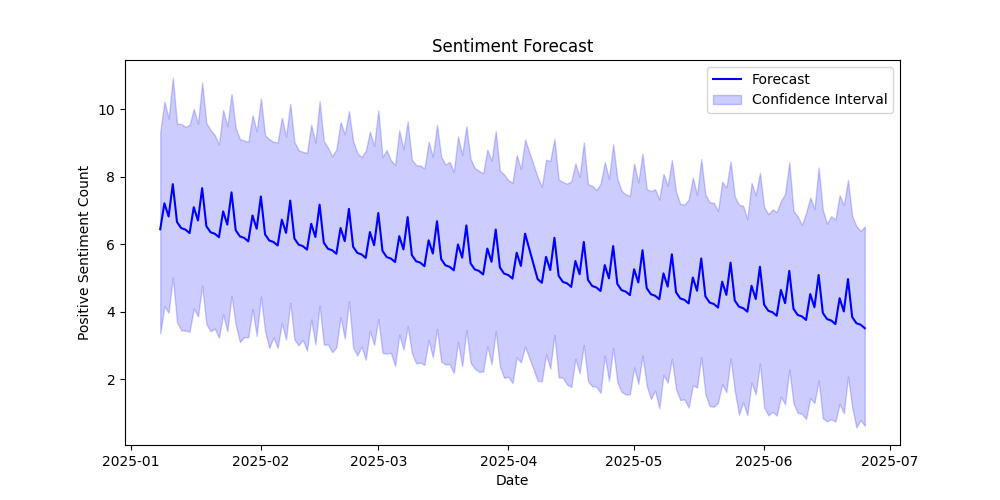 Sentiment Forecast
Forecast
Confidence Interval
Positive Sentiment Count
10
8
6
4
2
2025-01
2025-02
2025-03
2025-04
2025-05
2025-06
2025-07
Date